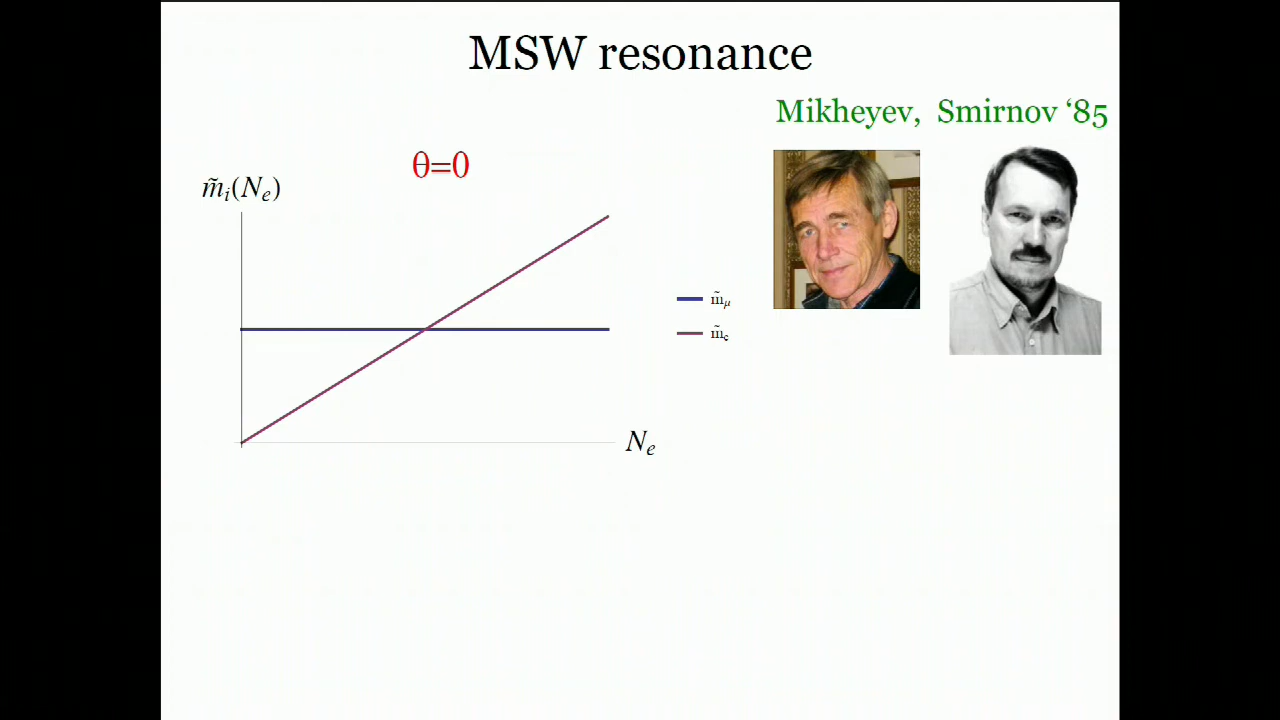 MSW resonance
Mikheyev, Smirnov ‘85
θ=0
m̃ᵢ(Nₑ)
m̃μ
m̃e
Nₑ